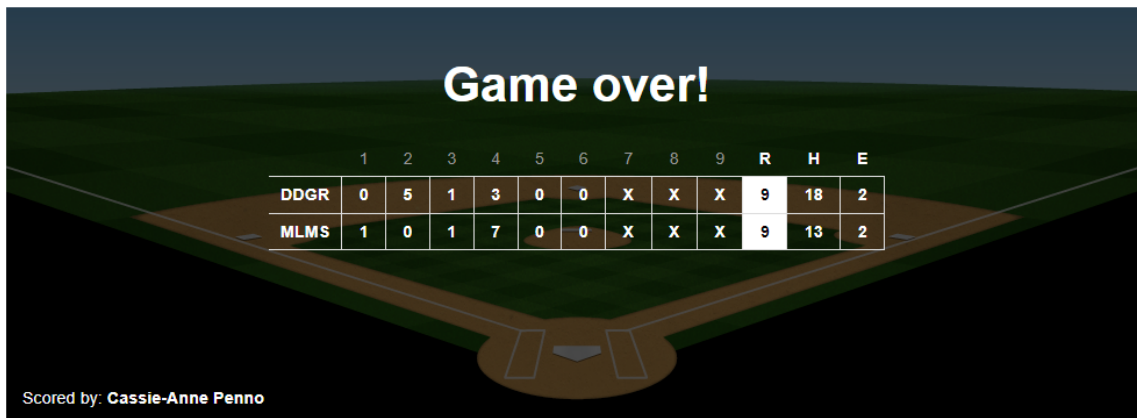 Game over!
1 2 3 4 5 6 7 8 9 R H E
DDGR 0 5 1 3 0 0 X X X 9 18 2
MLMS 1 0 1 7 0 0 X X X 9 13 2
Scored by: Cassie-Anne Penno